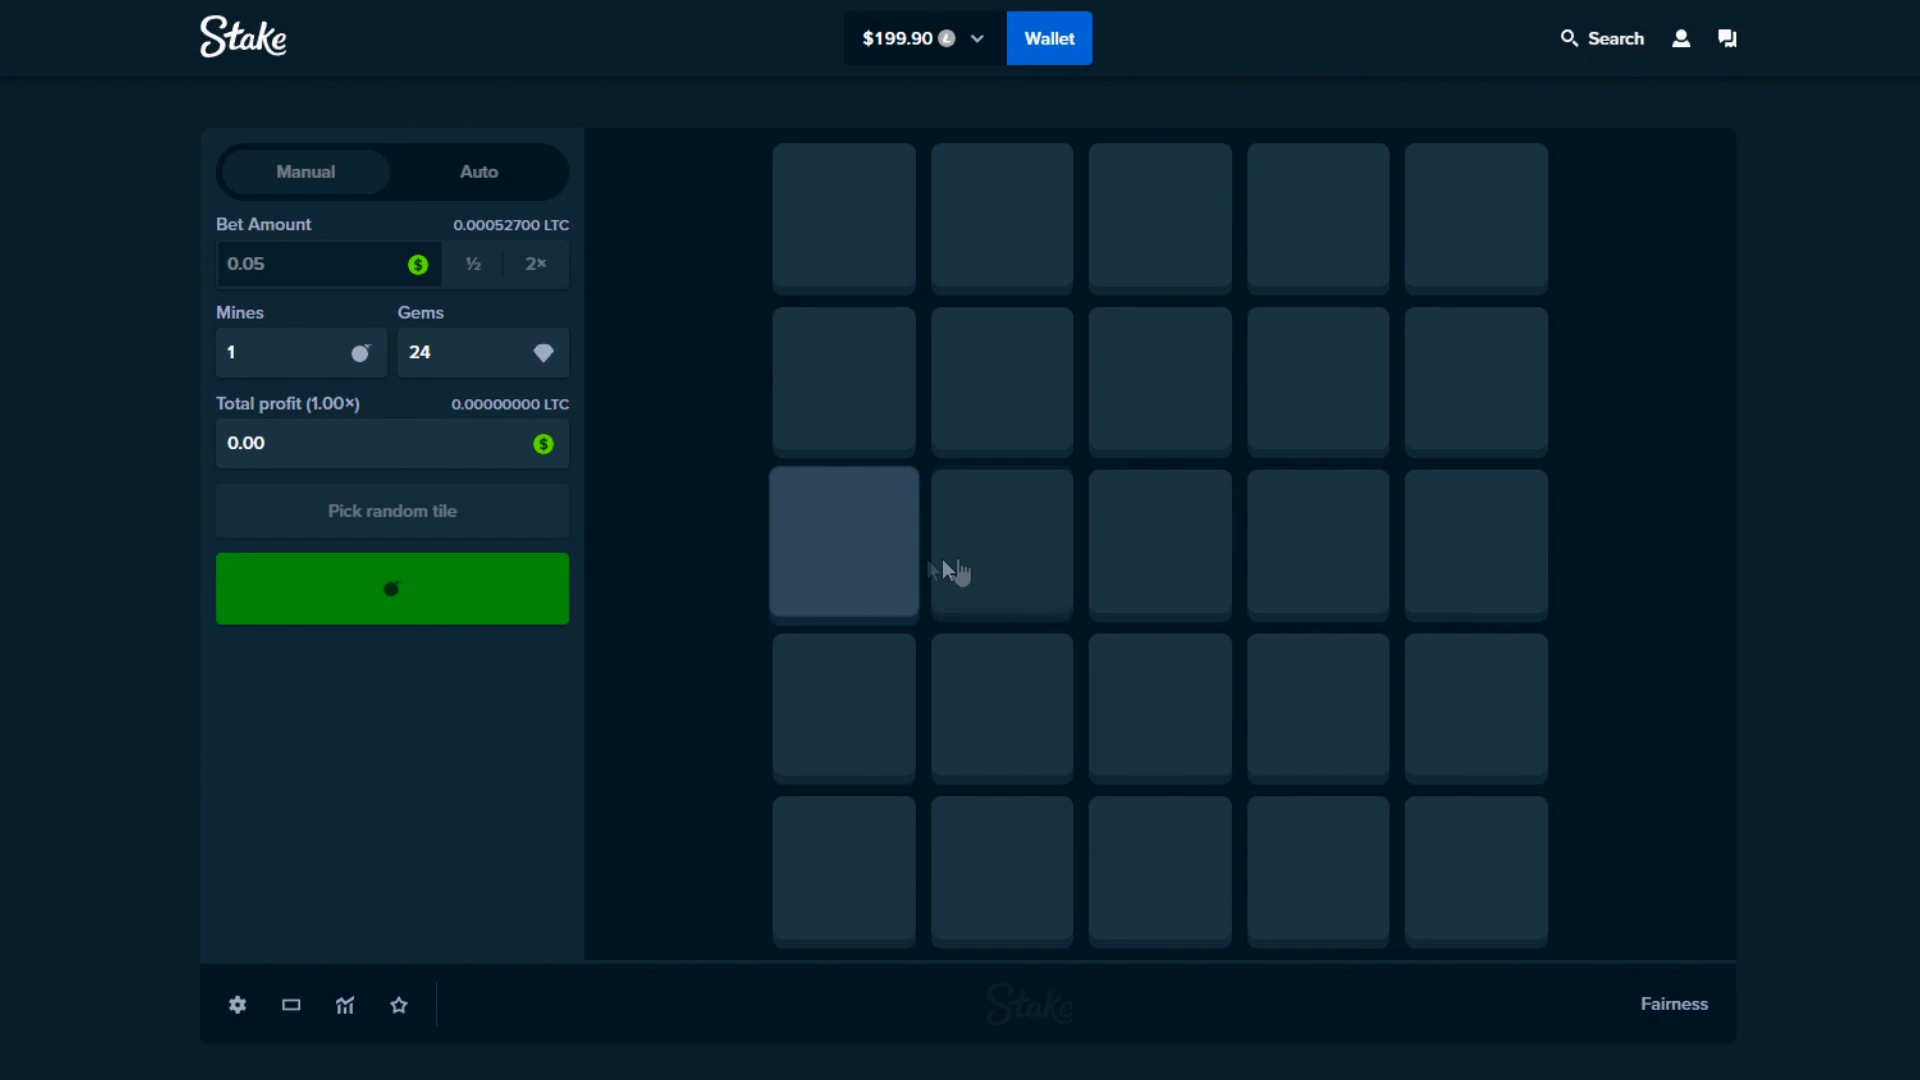 Stake
$199.90
Wallet
Search
Manual
Auto
Bet Amount
0.00052700 LTC
0.05
½
2×
Mines
Gems
1
24
Total profit (1.00×)
0.00000000 LTC
0.00
Pick random tile
Stake
Fairness